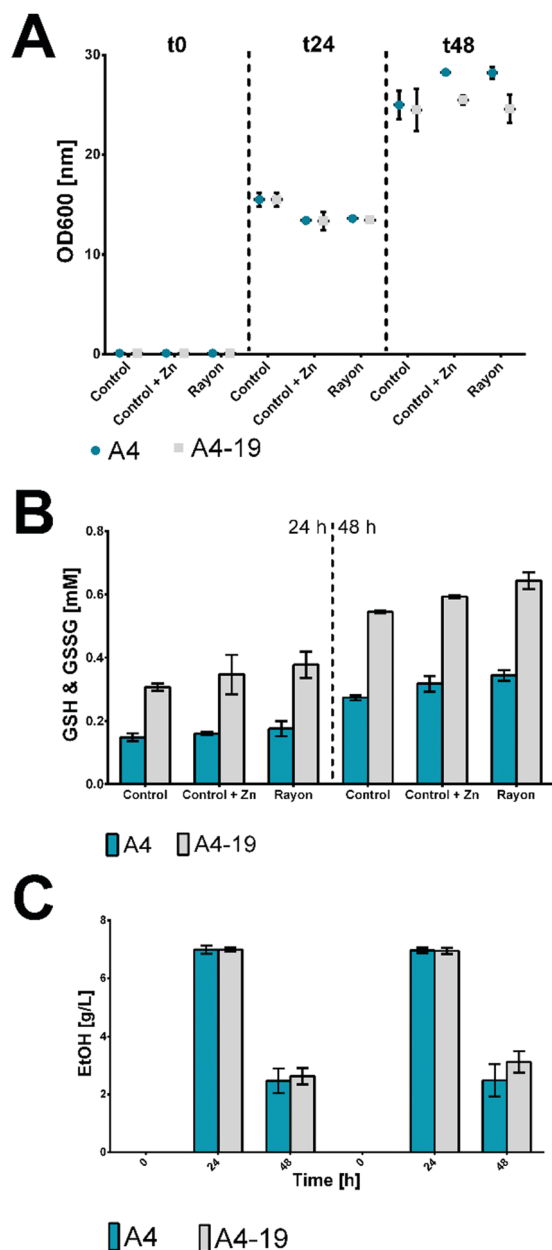 A
t0 t24 t48
OD600 [nm]
30
20
10
0
Control Control + Zn Rayon Control Control + Zn Rayon Control Control + Zn Rayon
A4 A4-19
B
24 h 48 h
GSH & GSSG [mM]
0.8
0.6
0.4
0.2
0.0
Control Control + Zn Rayon Control Control + Zn Rayon
A4 A4-19
C
EtOH [g/L]
8
6
4
2
0
0 24 48 0 24 48
Time [h]
A4 A4-19